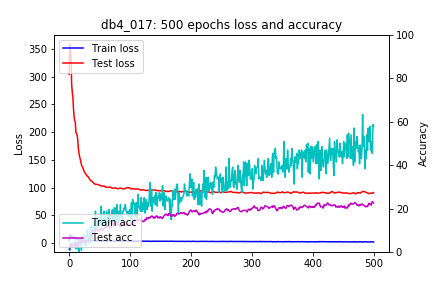 db4_017: 500 epochs loss and accuracy
Train loss
Test loss
Train acc
Test acc
Loss
Accuracy
350
300
250
200
150
100
50
0
100
80
60
40
20
0
0
100
200
300
400
500